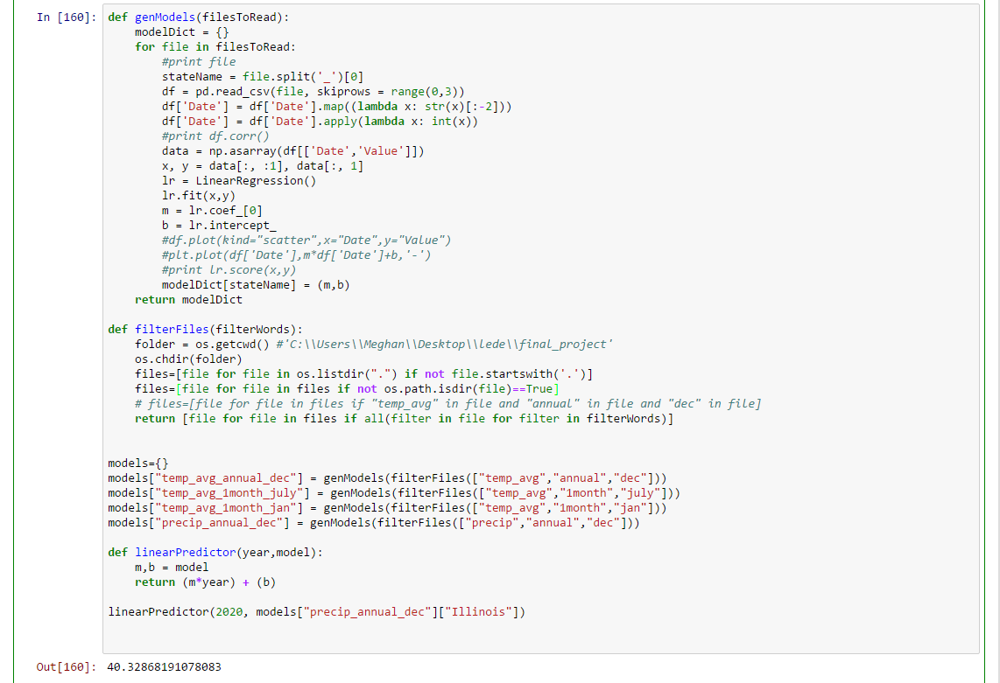 In [160]: def genModels(filesToRead):
    modelDict = {}
    for file in filesToRead:
        #print file
        stateName = file.split('_')[0]
        df = pd.read_csv(file, skiprows = range(0,3))
        df['Date'] = df['Date'].map((lambda x: str(x)[:-2]))
        df['Date'] = df['Date'].apply(lambda x: int(x))
        #print df.corr()
        data = np.asarray(df[['Date','Value']])
        x, y = data[:, :1], data[:, 1]
        lr = LinearRegression()
        lr.fit(x,y)
        m = lr.coef_[0]
        b = lr.intercept_
        #df.plot(kind="scatter",x="Date",y="Value")
        #plt.plot(df['Date'],m*df['Date']+b,'-')
        #print lr.score(x,y)
        modelDict[stateName] = (m,b)
    return modelDict

def filterFiles(filterWords):
    folder = os.getcwd() #'C:\\Users\\Meghan\\Desktop\\lede\\final_project'
    os.chdir(folder)
    files=[file for file in os.listdir(".") if not file.startswith('.')]
    files=[file for file in files if not os.path.isdir(file)==True]
    # files=[file for file in files if "temp_avg" in file and "annual" in file and "dec" in file]
    return [file for file in files if all(filter in file for filter in filterWords)]

models={}
models["temp_avg_annual_dec"] = genModels(filterFiles(["temp_avg","annual","dec"]))
models["temp_avg_1month_july"] = genModels(filterFiles(["temp_avg","1month","july"]))
models["temp_avg_1month_jan"] = genModels(filterFiles(["temp_avg","1month","jan"]))
models["precip_annual_dec"] = genModels(filterFiles(["precip","annual","dec"]))

def linearPredictor(year,model):
    m,b = model
    return (m*year) + (b)

linearPredictor(2020, models["precip_annual_dec"]["Illinois"])

Out[160]: 40.32868191078083